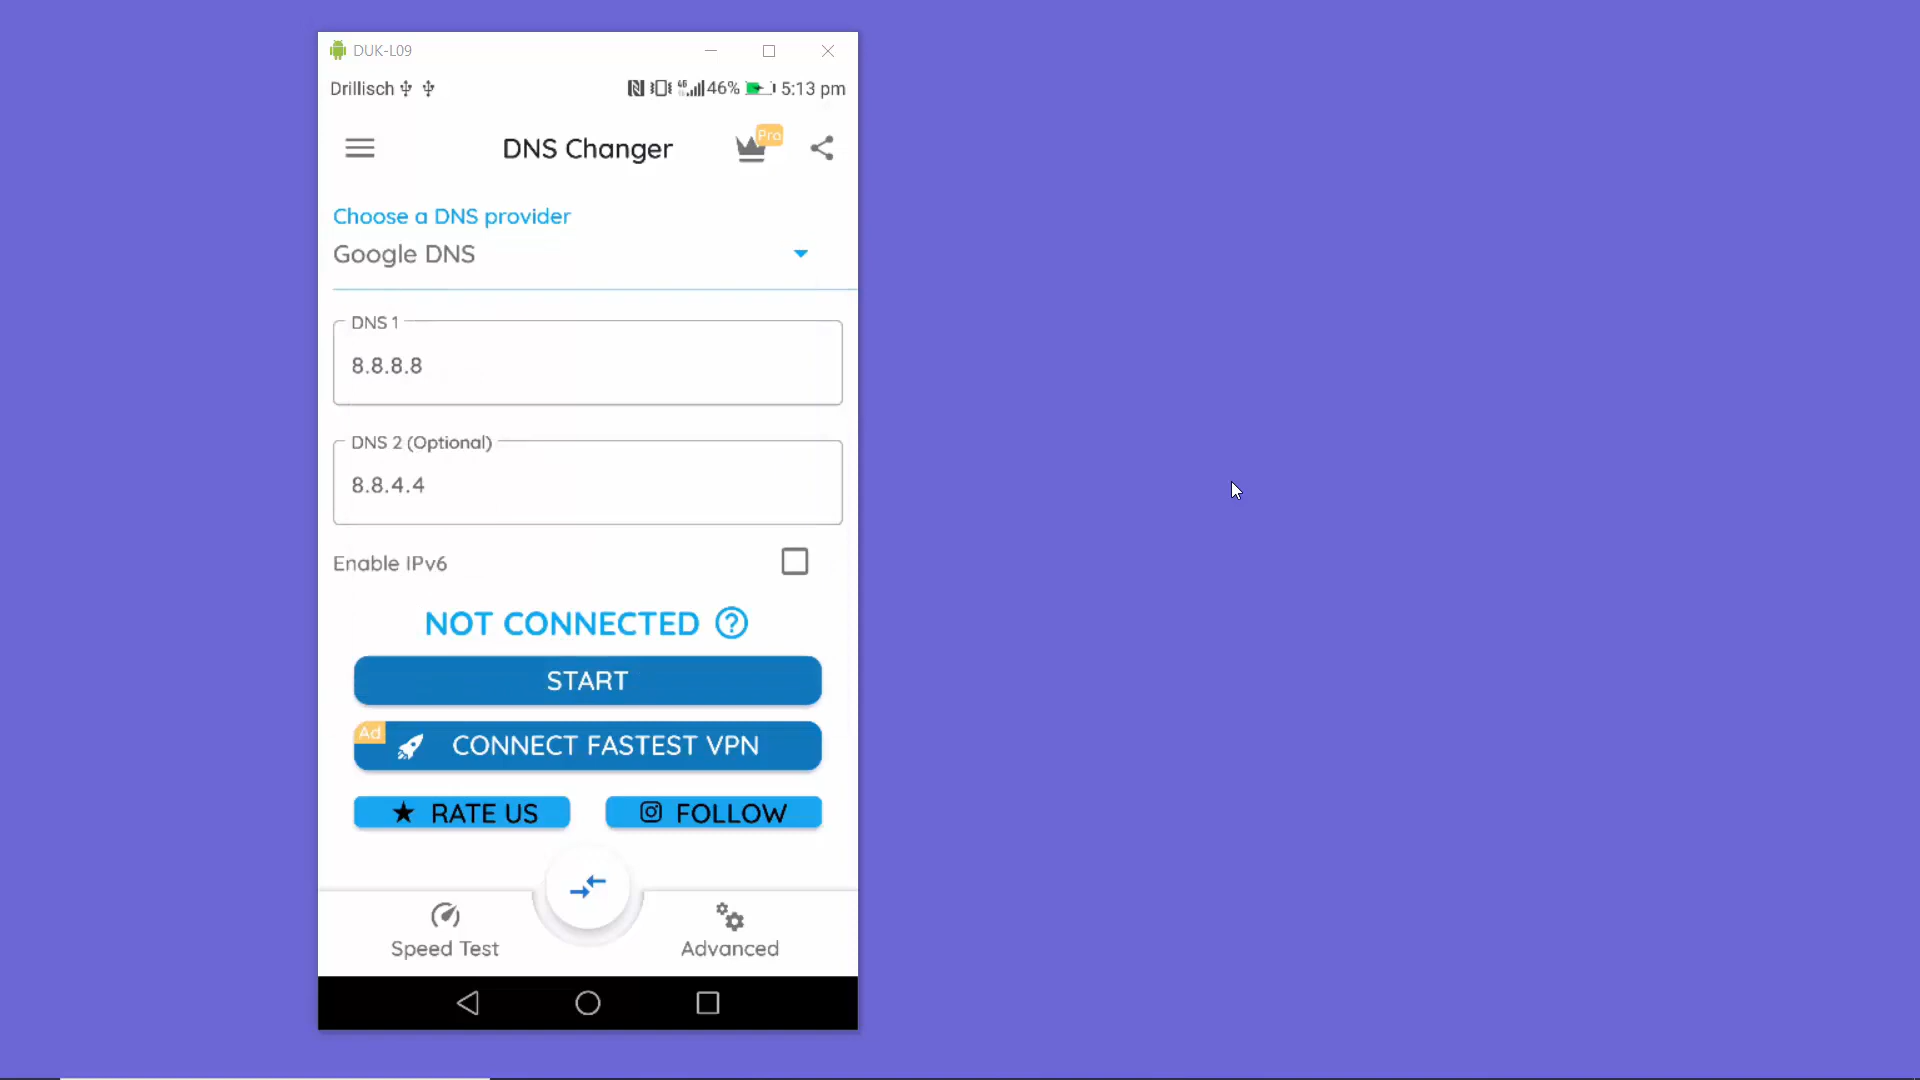 DUK-L09
Drillisch 46% 5:13 pm
DNS Changer Pro
Choose a DNS provider
Google DNS
DNS 1
8.8.8.8
DNS 2 (Optional)
8.8.4.4
Enable IPv6
NOT CONNECTED ?
START
Ad CONNECT FASTEST VPN
RATE US FOLLOW
Speed Test Advanced